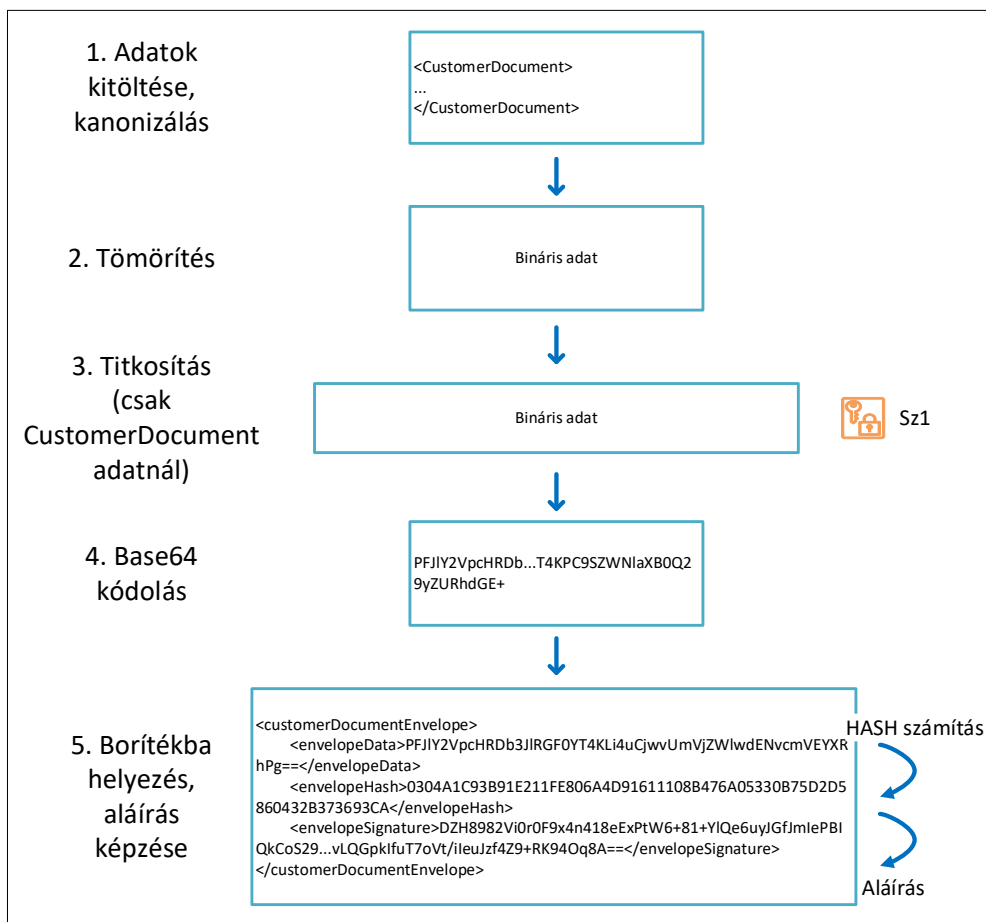 1. Adatok
kitöltése,
kanonizálás
<CustomerDocument>
...
</CustomerDocument>
2. Tömörítés
Bináris adat
3. Titkosítás
(csak
CustomerDocument
adatnál)
Bináris adat
Sz1
4. Base64
kódolás
PFJlY2VpcHRDb...T4KPC9SZWNlaXB0Q2
9yZURhdGE+
5. Borítékba
helyezés,
aláírás
képzése
<customerDocumentEnvelope>
<envelopeData>PFJlY2VpcHRDb3JlRGF0YT4KLi4uCjwvUmVjZWlwdENvcmVEYXR
hPg==</envelopeData>
<envelopeHash>0304A1C93B91E211FE806A4D91611108B476A05330B75D2D5
860432B373693CA</envelopeHash>
<envelopeSignature>DZH8982Vi0r0F9x4n418eExPtW6+81+YlQe6uyJGfJmIePBI
QkCoS29...vLQGpkIfuT7oVt/iIeuJzf4Z9+RK94Oq8A==</envelopeSignature>
</customerDocumentEnvelope>
HASH számítás
Aláírás